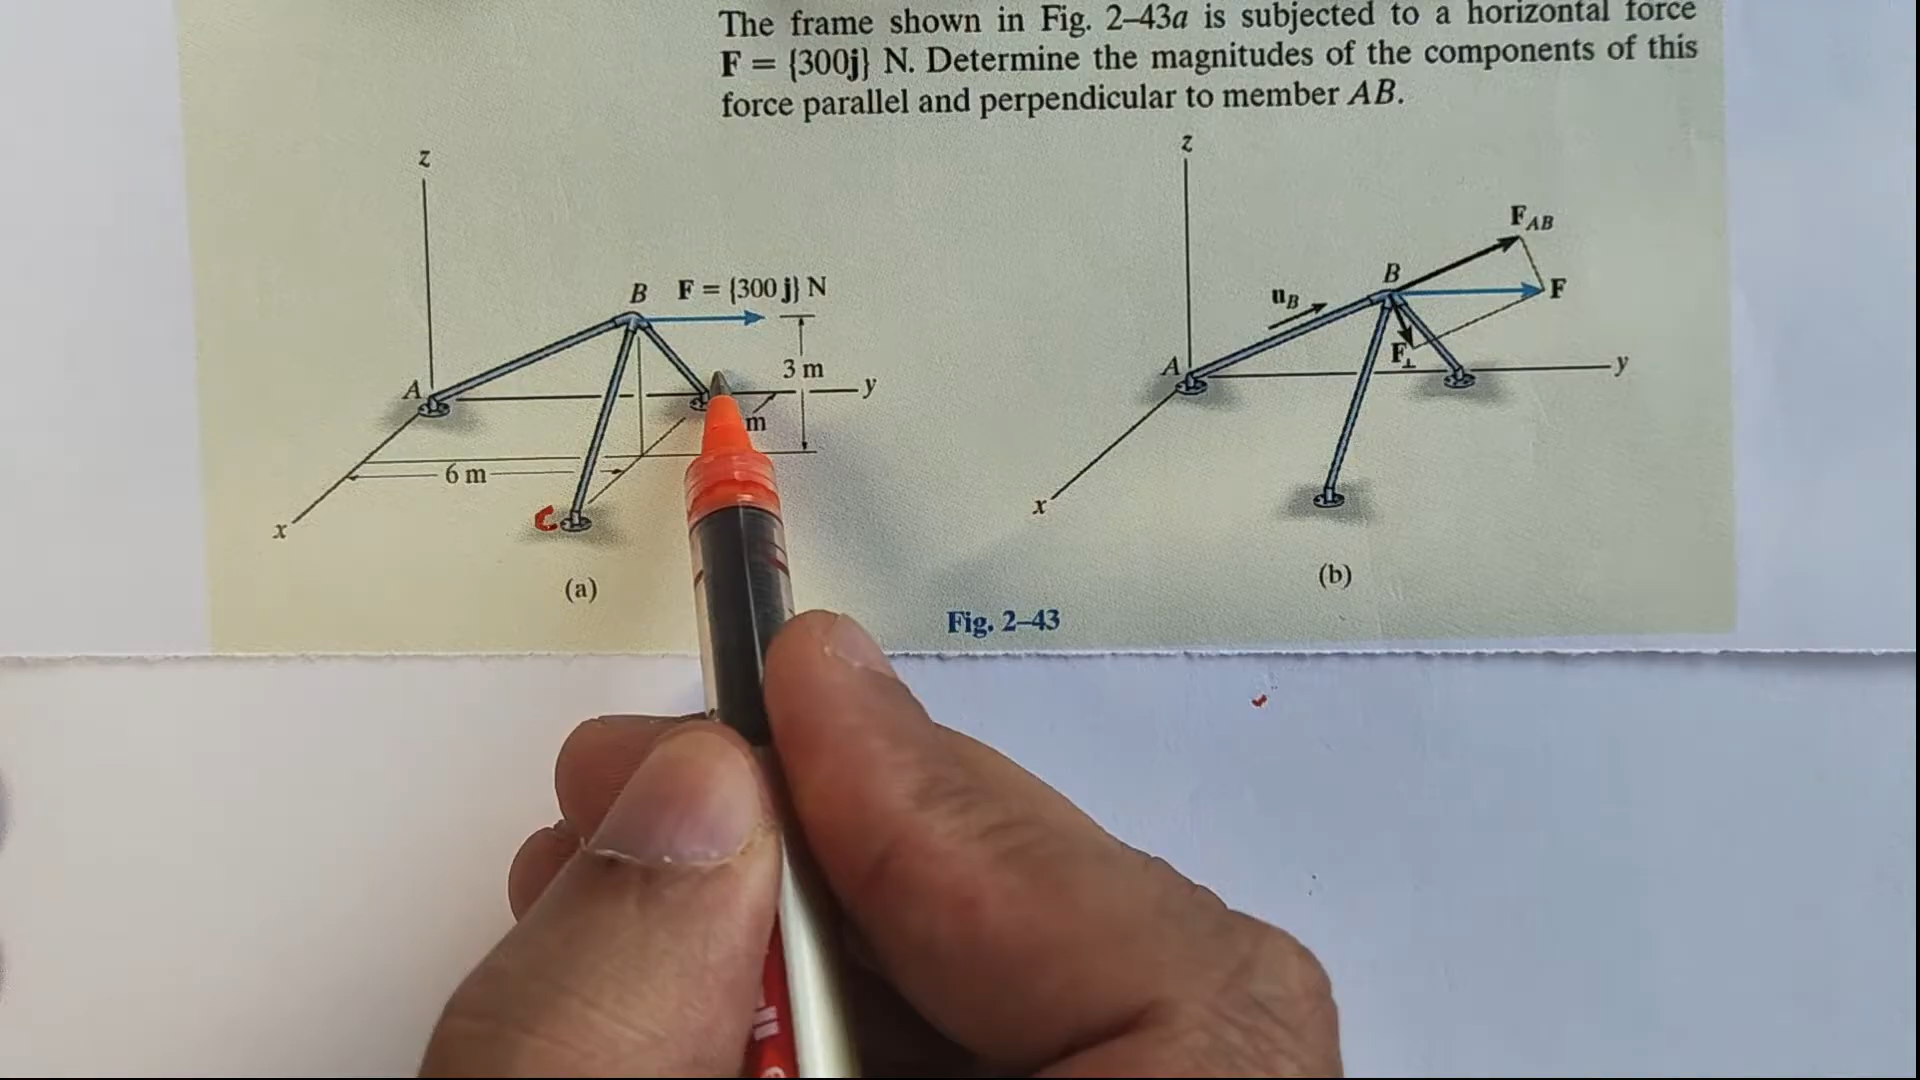 The frame shown in Fig. 2–43a is subjected to a horizontal force
F = {300j} N. Determine the magnitudes of the components of this
force parallel and perpendicular to member AB.
z
B F = {300 j} N
3 m
A
y
m
6 m
x
C
(a)
z
F_AB
B
F
u_B
F_⊥
A
y
x
(b)
Fig. 2–43